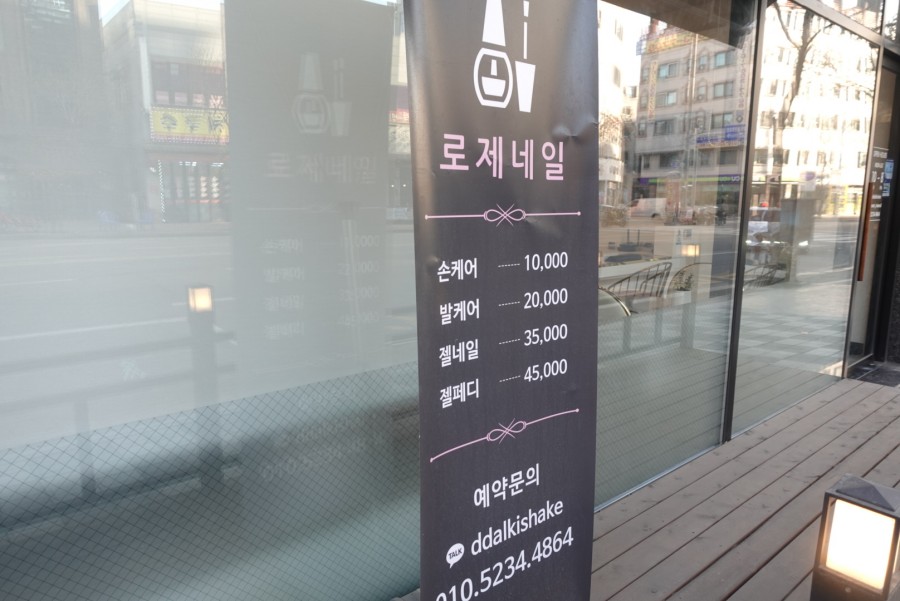 로제네일
손케어 ------ 10,000
발케어 ------ 20,000
젤네일 ------ 35,000
젤페디 ------ 45,000
예약문의
TALK ddalkishake
010.5234.4864